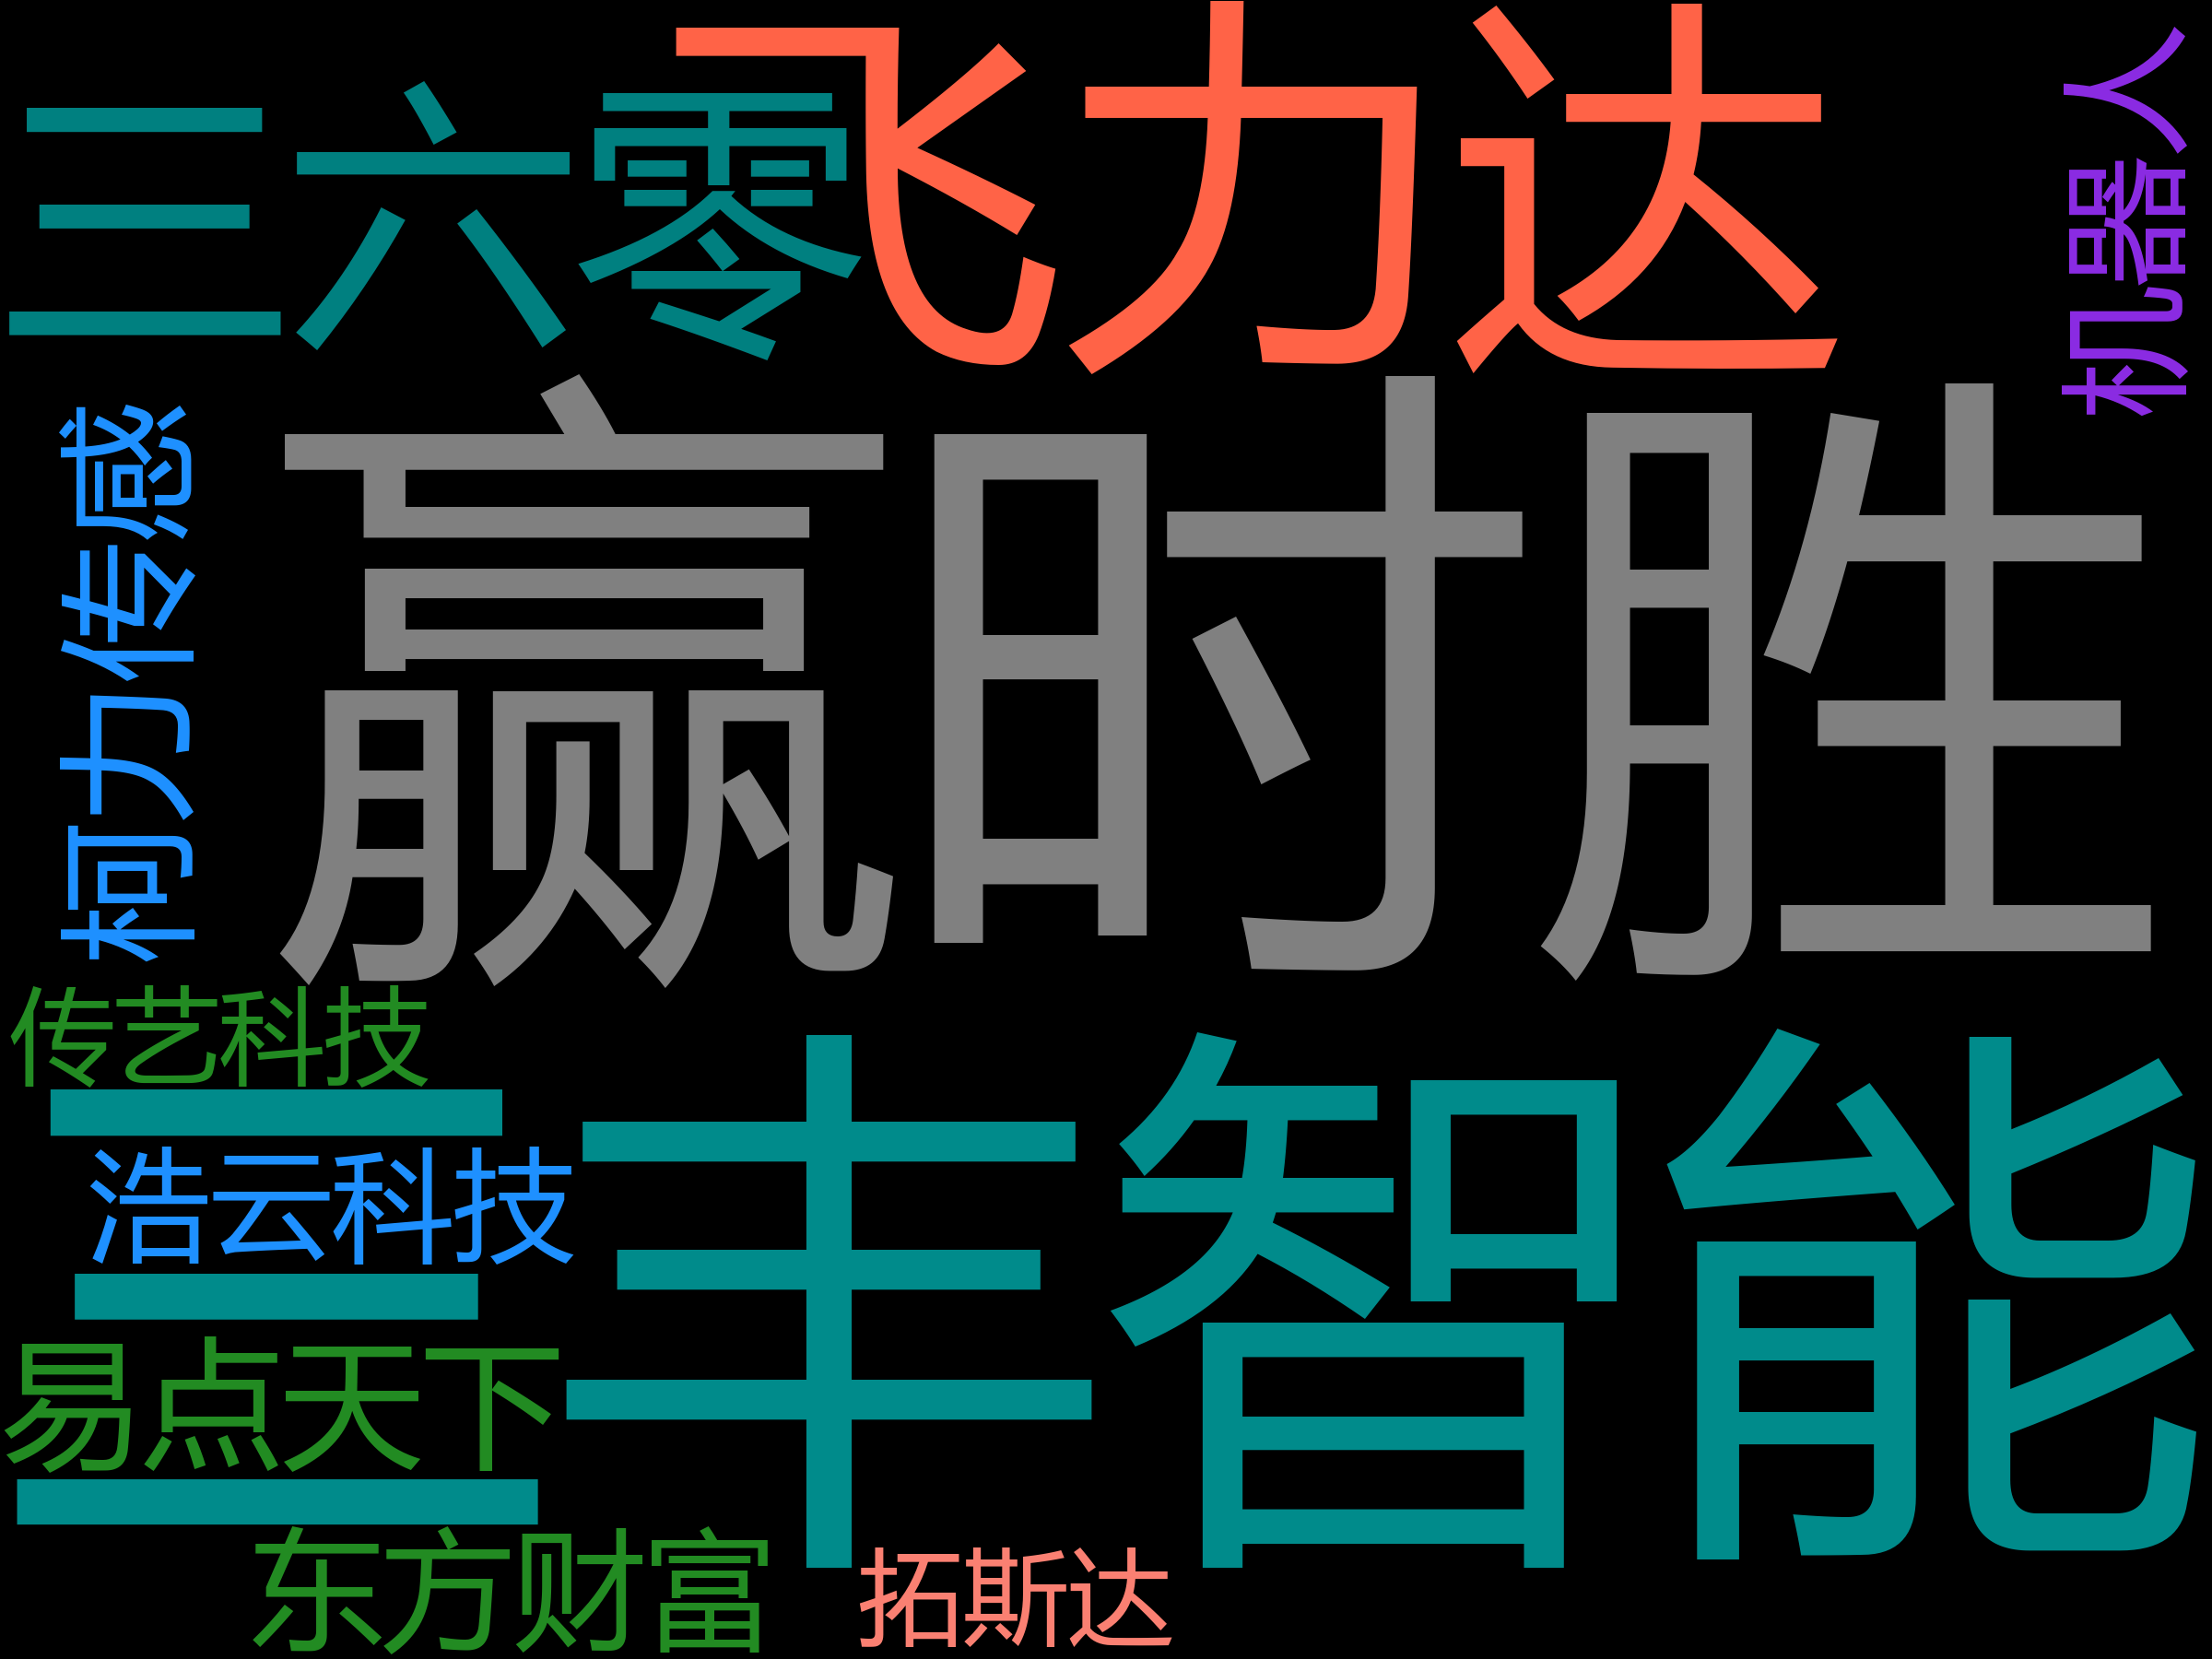 三六零
飞力达
机器人
柯力传感
赢时胜
传艺科技
三丰智能
浩云科技
易点天下
东方财富
拓斯达